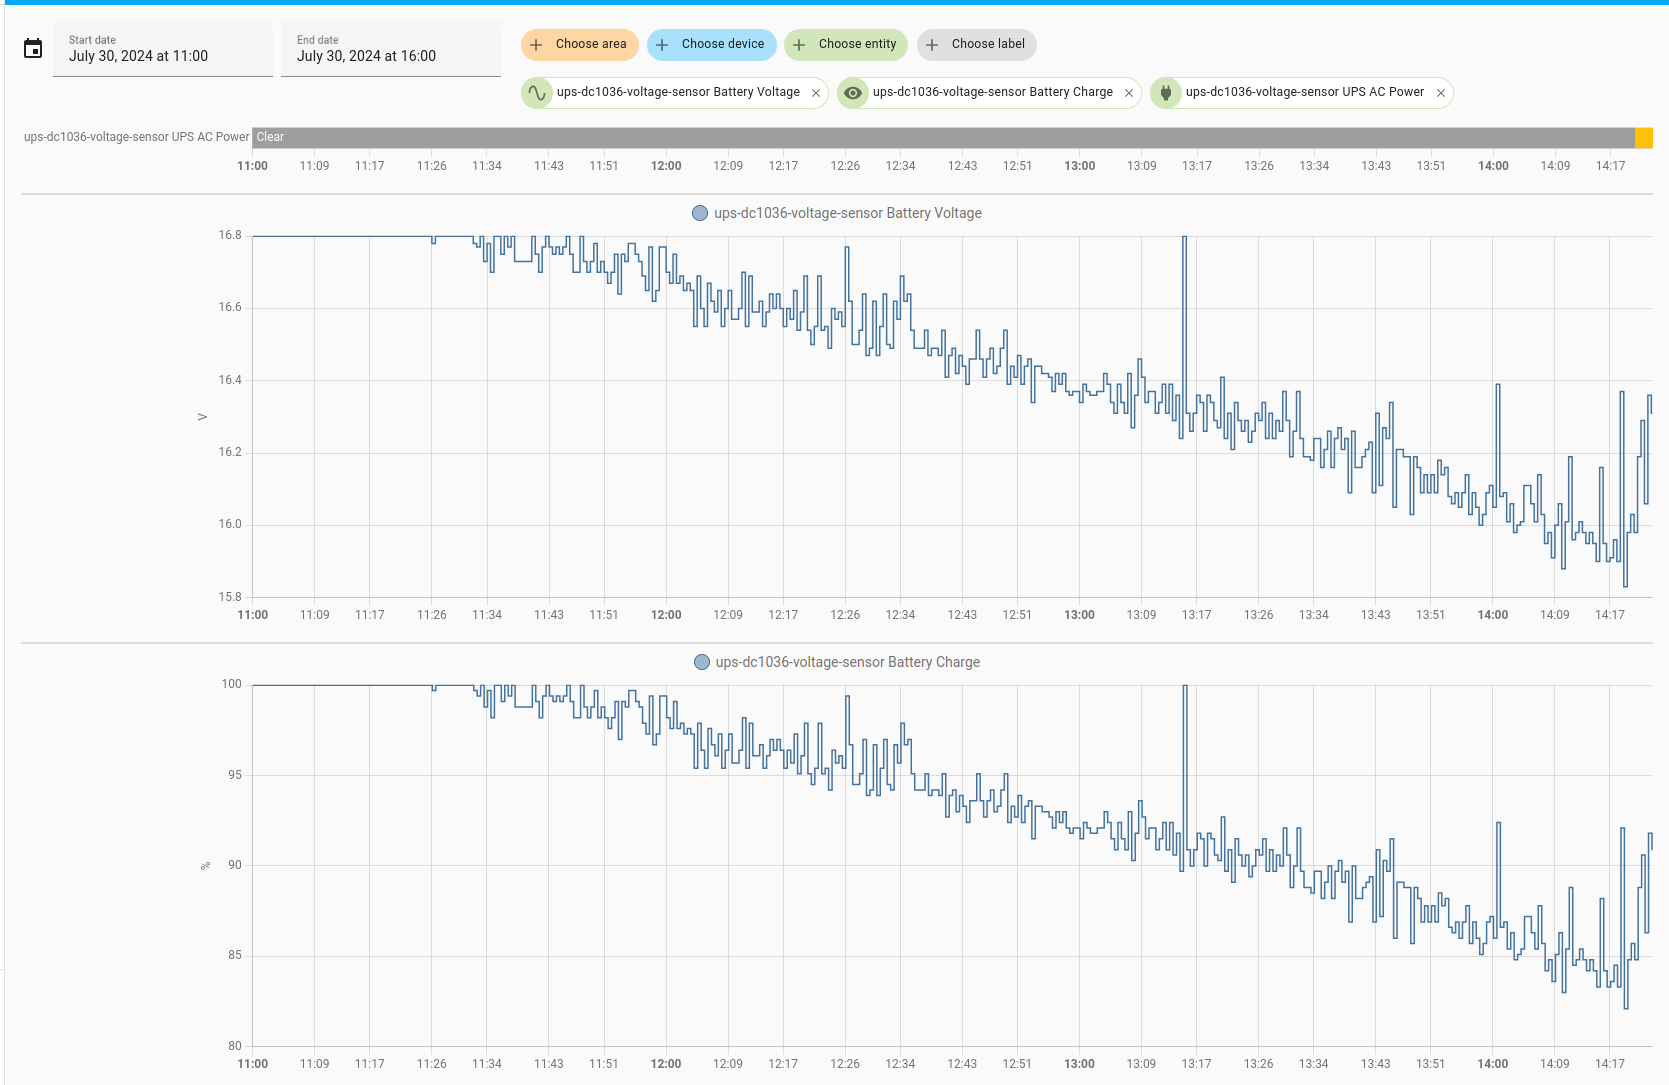 Start date
July 30, 2024 at 11:00
End date
July 30, 2024 at 16:00
Choose area
Choose device
Choose entity
Choose label
ups-dc1036-voltage-sensor Battery Voltage
ups-dc1036-voltage-sensor Battery Charge
ups-dc1036-voltage-sensor UPS AC Power
ups-dc1036-voltage-sensor UPS AC Power Clear
11:00 11:09 11:17 11:26 11:34 11:43 11:51 12:00 12:09 12:17 12:26 12:34 12:43 12:51 13:00 13:09 13:17 13:26 13:34 13:43 13:51 14:00 14:09 14:17
ups-dc1036-voltage-sensor Battery Voltage
16.8
16.6
16.4
V
16.2
16.0
15.8
11:00 11:09 11:17 11:26 11:34 11:43 11:51 12:00 12:09 12:17 12:26 12:34 12:43 12:51 13:00 13:09 13:17 13:26 13:34 13:43 13:51 14:00 14:09 14:17
ups-dc1036-voltage-sensor Battery Charge
100
95
90
%
85
80
11:00 11:09 11:17 11:26 11:34 11:43 11:51 12:00 12:09 12:17 12:26 12:34 12:43 12:51 13:00 13:09 13:17 13:26 13:34 13:43 13:51 14:00 14:09 14:17